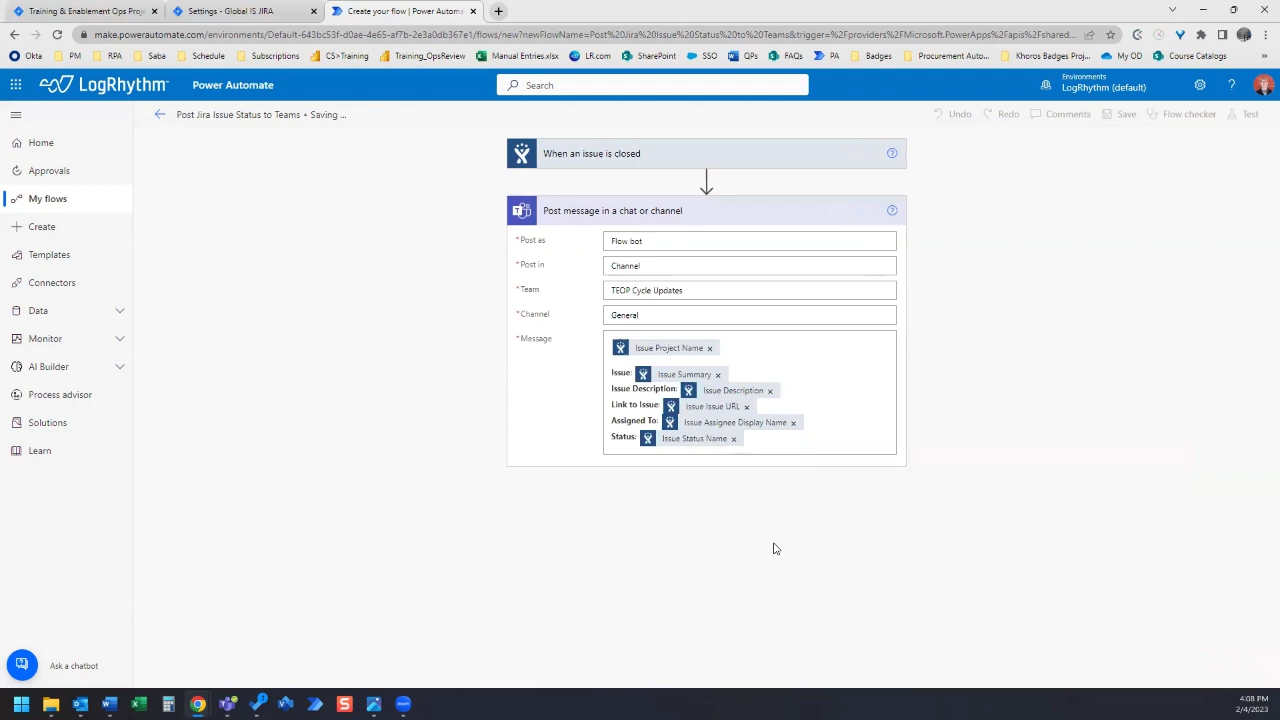 Training & Enablement Ops Proj
Settings - Global IS JIRA
Create your flow | Power Automate
make.powerautomate.com/environments/Default-643bc53f-d0ae-4e65-af7b-2e3a0db367e1/flows/new?newFlowName=Post%20Jira%20Issue%20Status%20to%20Teams&trigger=%2Fproviders%2FMicrosoft.PowerApps%2Fapis%2Fshared...
Okta
PM
RPA
Saba
Schedule
Subscriptions
CS>Training
Training_OpsReview
Manual Entries.xlsx
LR.com
SharePoint
SSO
QPs
FAQs
PA
Badges
Procurement Auto...
Khoros Badges Proj...
My OD
Course Catalogs
LogRhythm
Power Automate
Search
Environments
LogRhythm (default)
Post Jira Issue Status to Teams • Saving ...
Undo
Redo
Comments
Save
Flow checker
Test
Home
Approvals
My flows
Create
Templates
Connectors
Data
Monitor
AI Builder
Process advisor
Solutions
Learn
Ask a chatbot
When an issue is closed
Post message in a chat or channel
*Post as Flow bot
*Post in Channel
*Team TEOP Cycle Updates
*Channel General
*Message Issue Project Name ×
Issue: Issue Summary ×
Issue Description: Issue Description ×
Link to Issue: Issue Issue URL ×
Assigned To: Issue Assignee Display Name ×
Status: Issue Status Name ×
4:08 PM
2/4/2023